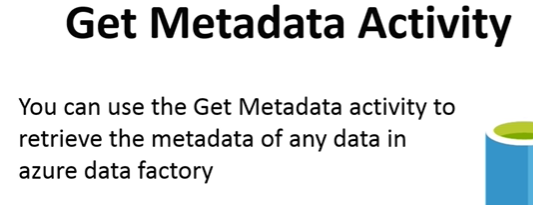 Get Metadata Activity
You can use the Get Metadata activity to
retrieve the metadata of any data in
azure data factory